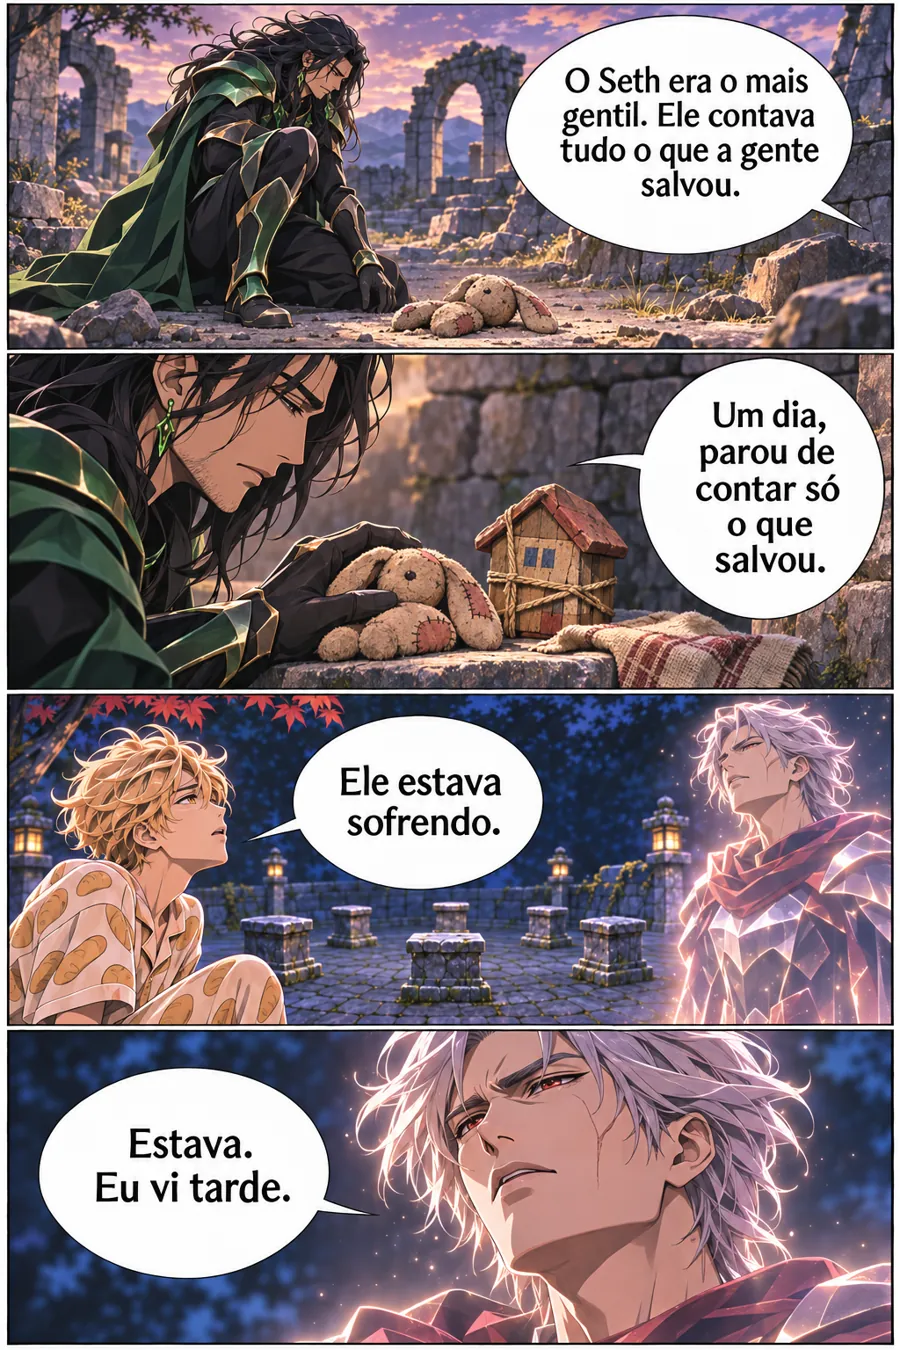 O Seth era o mais
gentil. Ele contava
tudo o que a gente
salvou.
Um dia,
parou de
contar só
o que
salvou.
Ele estava
sofrendo.
Estava.
Eu vi tarde.